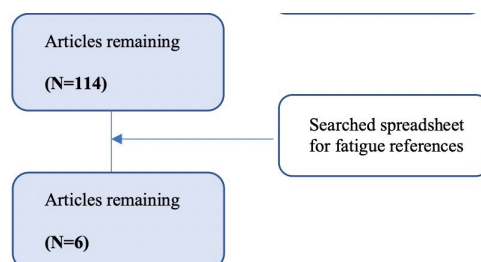 Articles remaining
(N=114)
Searched spreadsheet
for fatigue references
Articles remaining
(N=6)